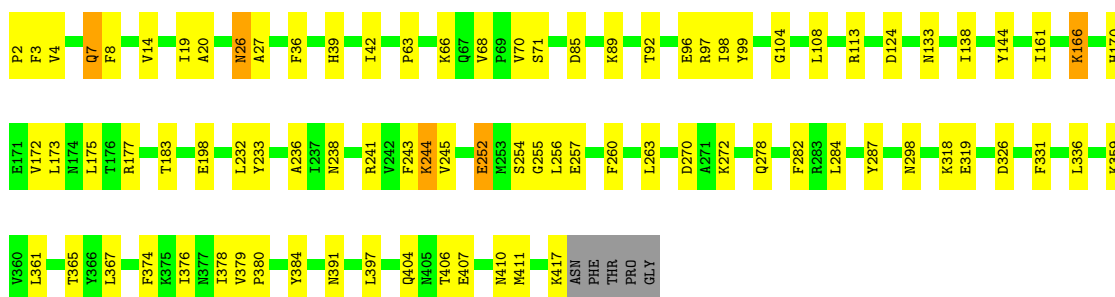 P2 F3 V4 Q7 F8 V14 I19 A20 N26 A27 F36 H39 I42 P63 K66 Q67 V68 P69 V70 S71 D85 K89 T92 E96 R97 I98 Y99 G104 L108 R113 D124 N133 I138 Y144 I161 K166 H170
E171 V172 L173 N174 L175 T176 R177 T183 E198 L232 Y233 A236 I237 N238 R241 V242 F243 K244 V245 E252 M253 S254 G255 L256 E257 F260 L263 D270 A271 K272 Q278 F282 R283 L284 Y287 N298 K318 E319 D326 F331 L336 K359
V360 L361 T365 Y366 L367 F374 K375 I376 N377 I378 V379 P380 Y384 N391 L397 Q404 N405 T406 E407 N410 M411 K417 ASN PHE THR PRO GLY